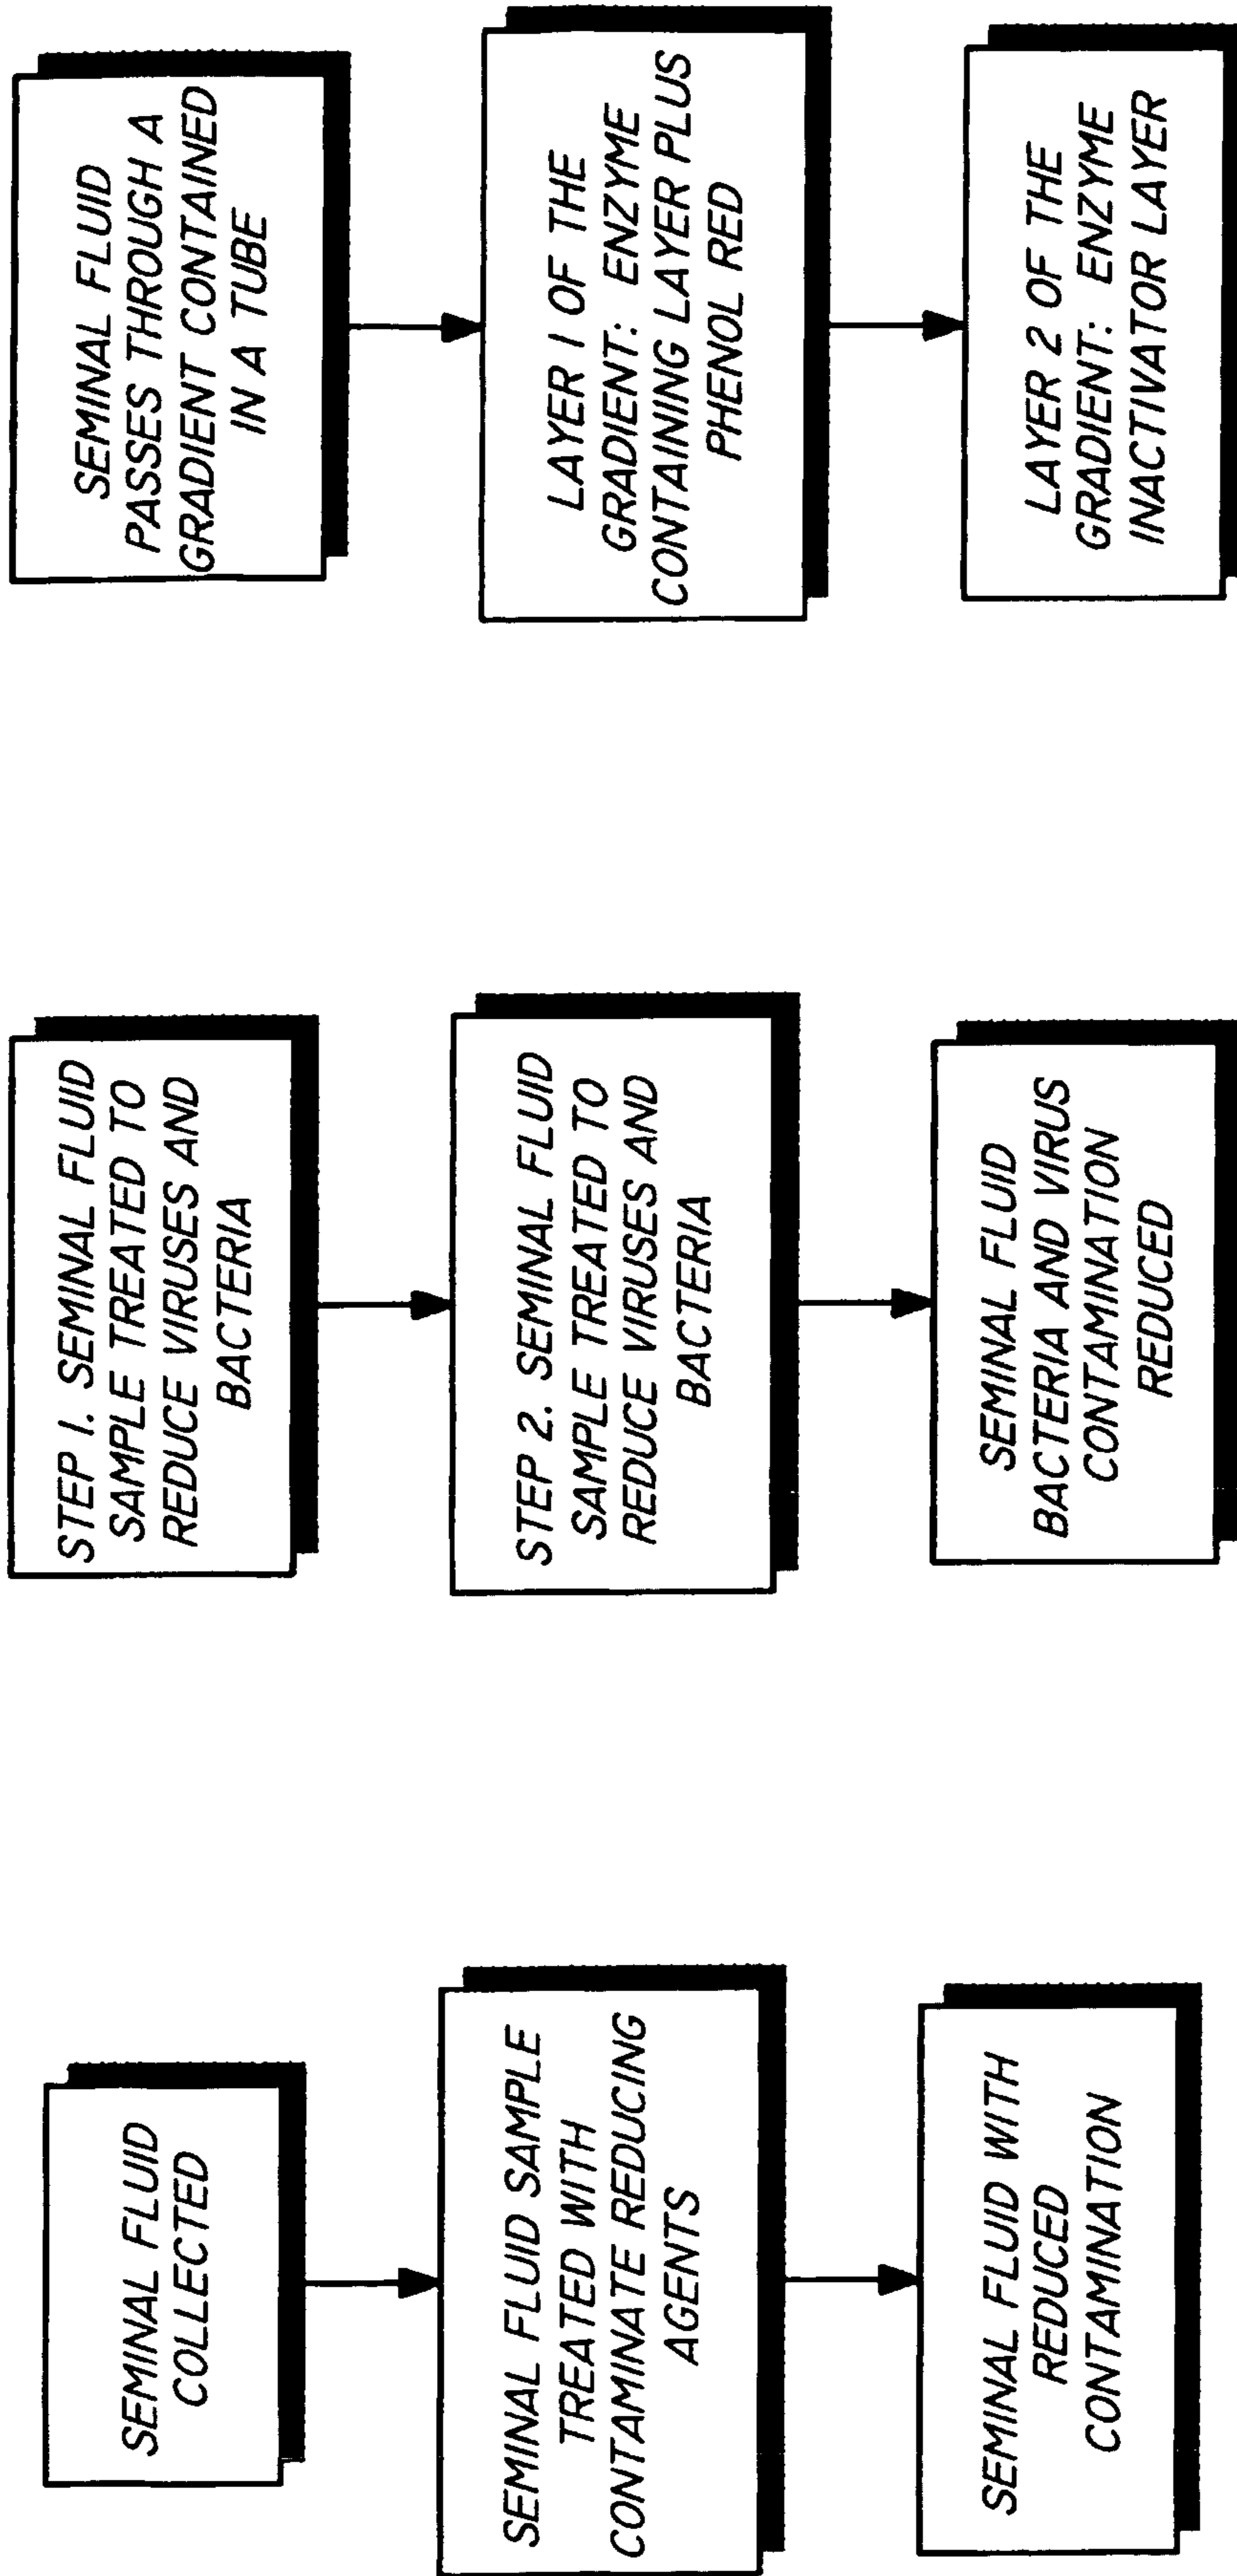 SEMINAL FLUID
COLLECTED
SEMINAL FLUID SAMPLE
TREATED WITH
CONTAMINATE REDUCING
AGENTS
SEMINAL FLUID WITH
REDUCED
CONTAMINATION
STEP 1. SEMINAL FLUID
SAMPLE TREATED TO
REDUCE VIRUSES AND
BACTERIA
STEP 2. SEMINAL FLUID
SAMPLE TREATED TO
REDUCE VIRUSES AND
BACTERIA
SEMINAL FLUID
BACTERIA AND VIRUS
CONTAMINATION
REDUCED
SEMINAL FLUID
PASSES THROUGH A
GRADIENT CONTAINED
IN A TUBE
LAYER 1 OF THE
GRADIENT: ENZYME
CONTAINING LAYER PLUS
PHENOL RED
LAYER 2 OF THE
GRADIENT: ENZYME
INACTIVATOR LAYER